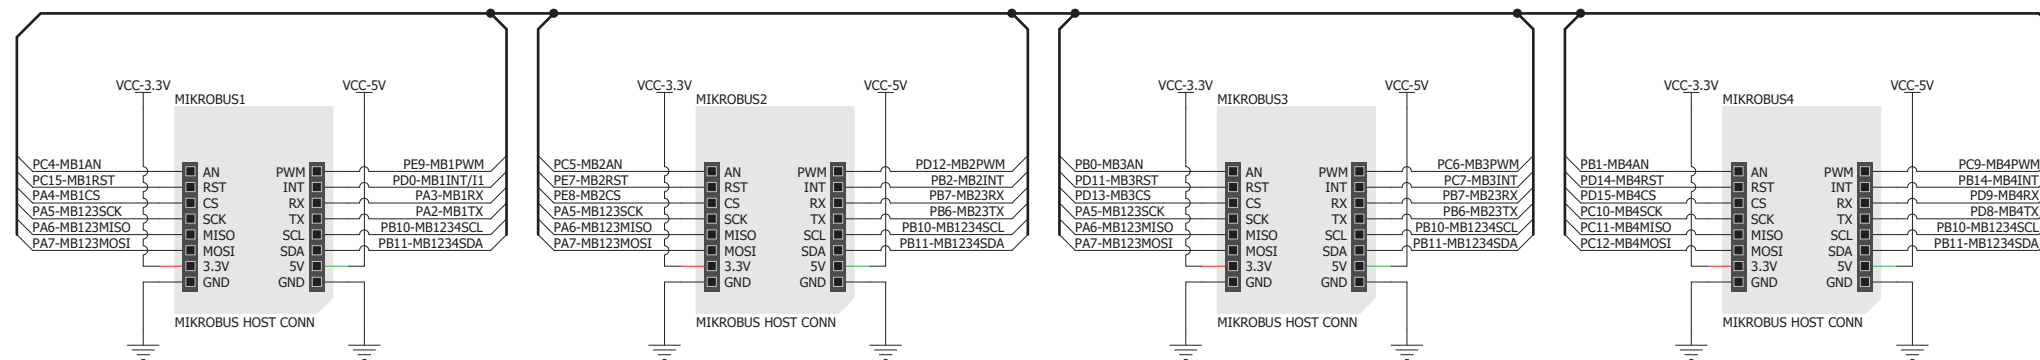 VCC-3.3V VCC-5V
MIKROBUS1
PC4-MB1AN AN PWM PE9-MB1PWM
PC15-MB1RST RST INT PD0-MB1INT/I1
PA4-MB1CS CS RX PA3-MB1RX
PA5-MB123SCK SCK TX PA2-MB1TX
PA6-MB123MISO MISO SCL PB10-MB1234SCL
PA7-MB123MOSI MOSI SDA PB11-MB1234SDA
3.3V 5V
GND GND
MIKROBUS HOST CONN
VCC-3.3V VCC-5V
MIKROBUS2
PC5-MB2AN AN PWM PD12-MB2PWM
PE7-MB2RST RST INT PB2-MB2INT
PE8-MB2CS CS RX PB7-MB23RX
PA5-MB123SCK SCK TX PB6-MB23TX
PA6-MB123MISO MISO SCL PB10-MB1234SCL
PA7-MB123MOSI MOSI SDA PB11-MB1234SDA
3.3V 5V
GND GND
MIKROBUS HOST CONN
VCC-3.3V VCC-5V
MIKROBUS3
PB0-MB3AN AN PWM PC6-MB3PWM
PD11-MB3RST RST INT PC7-MB3INT
PD13-MB3CS CS RX PB7-MB23RX
PA5-MB123SCK SCK TX PB6-MB23TX
PA6-MB123MISO MISO SCL PB10-MB1234SCL
PA7-MB123MOSI MOSI SDA PB11-MB1234SDA
3.3V 5V
GND GND
MIKROBUS HOST CONN
VCC-3.3V VCC-5V
MIKROBUS4
PB1-MB4AN AN PWM PC9-MB4PWM
PD14-MB4RST RST INT PB14-MB4INT
PD15-MB4CS CS RX PD9-MB4RX
PC10-MB4SCK SCK TX PD8-MB4TX
PC11-MB4MISO MISO SCL PB10-MB1234SCL
PC12-MB4MOSI MOSI SDA PB11-MB1234SDA
3.3V 5V
GND GND
MIKROBUS HOST CONN